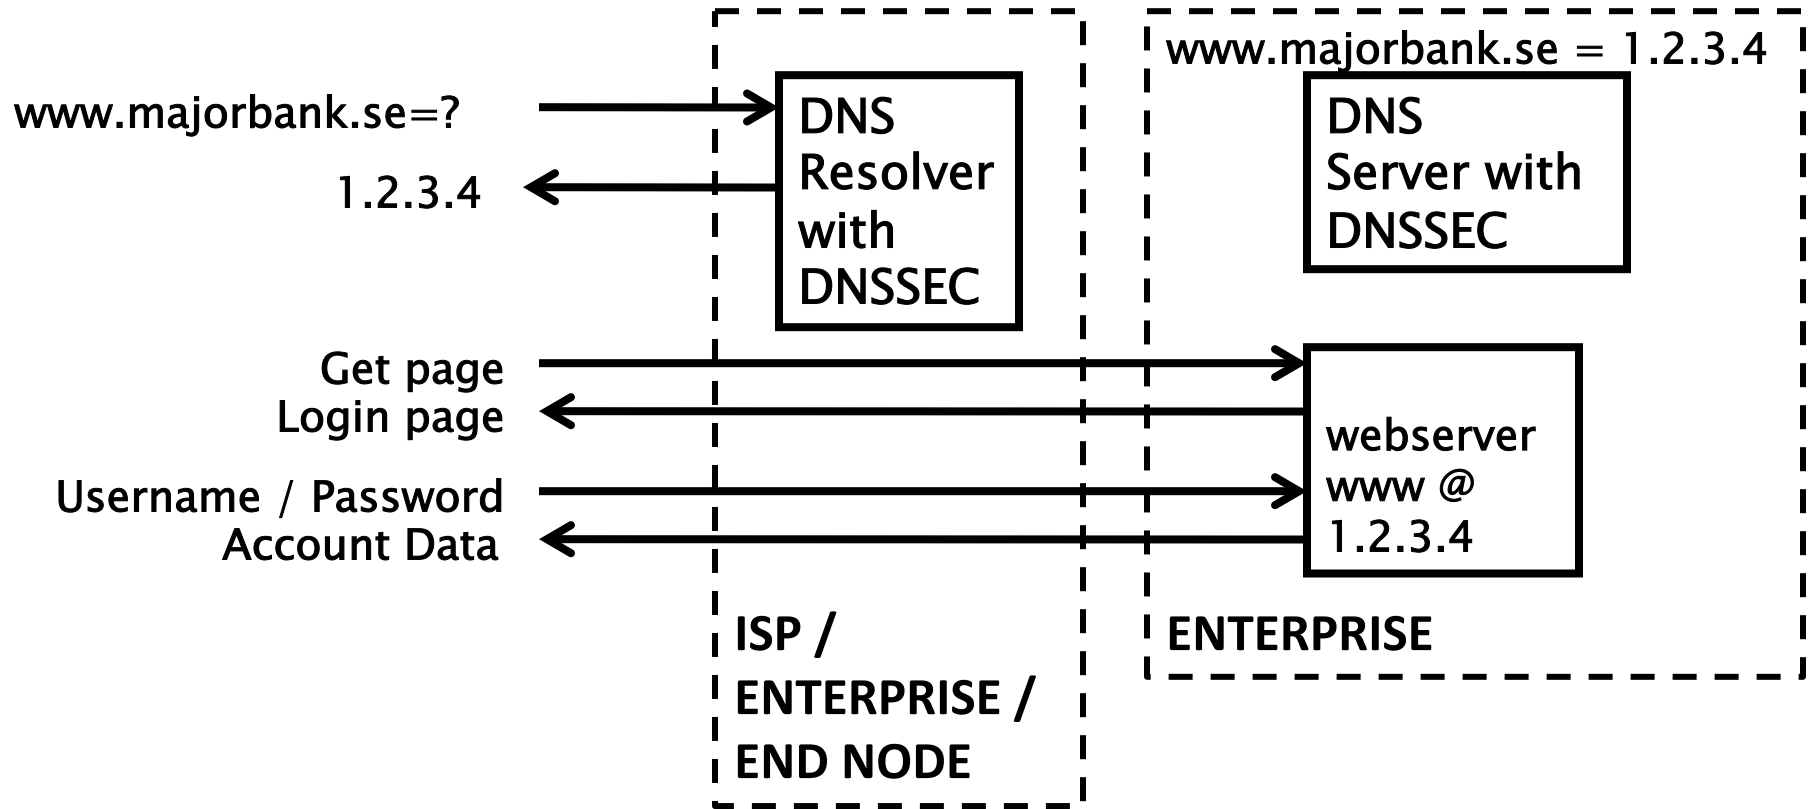 www.majorbank.se=?
1.2.3.4
DNS
Resolver
with
DNSSEC
www.majorbank.se = 1.2.3.4
DNS
Server with
DNSSEC
Get page
Login page
Username / Password
Account Data
webserver
www @
1.2.3.4
ISP /
ENTERPRISE /
END NODE
ENTERPRISE